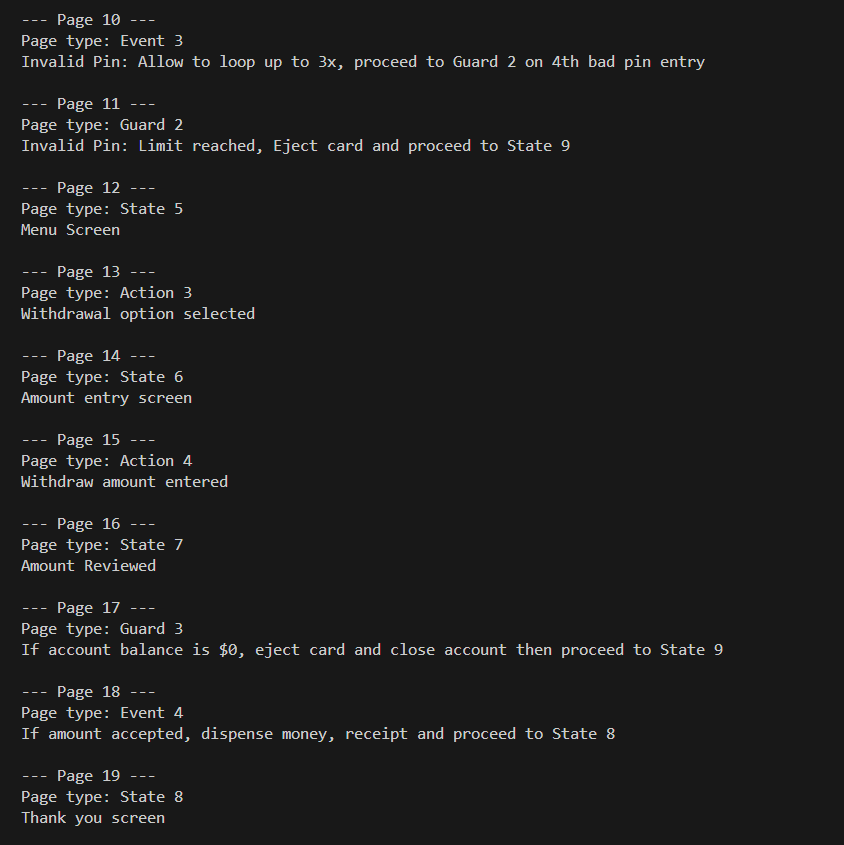 --- Page 10 ---
Page type: Event 3
Invalid Pin: Allow to loop up to 3x, proceed to Guard 2 on 4th bad pin entry
--- Page 11 ---
Page type: Guard 2
Invalid Pin: Limit reached, Eject card and proceed to State 9
--- Page 12 ---
Page type: State 5
Menu Screen
--- Page 13 ---
Page type: Action 3
Withdrawal option selected
--- Page 14 ---
Page type: State 6
Amount entry screen
--- Page 15 ---
Page type: Action 4
Withdraw amount entered
--- Page 16 ---
Page type: State 7
Amount Reviewed
--- Page 17 ---
Page type: Guard 3
If account balance is $0, eject card and close account then proceed to State 9
--- Page 18 ---
Page type: Event 4
If amount accepted, dispense money, receipt and proceed to State 8
--- Page 19 ---
Page type: State 8
Thank you screen